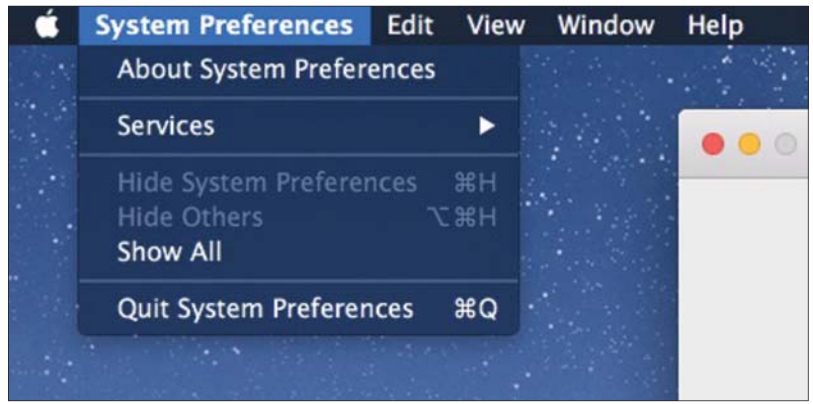 System Preferences Edit View Window Help
About System Preferences
Services ▶
Hide System Preferences ⌘H
Hide Others ⌥⌘H
Show All
Quit System Preferences ⌘Q